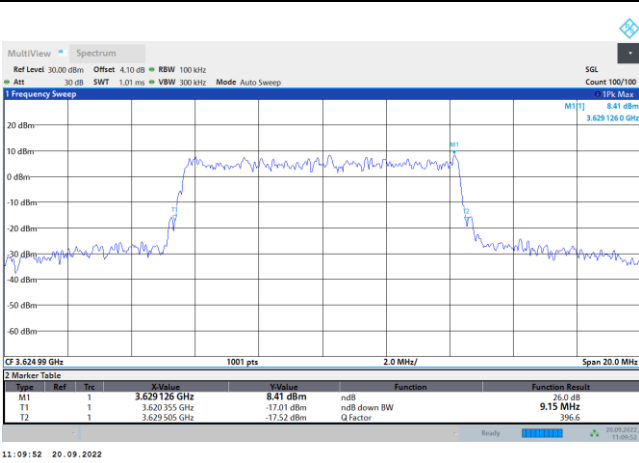 MultiView Spectrum
Ref Level 30.00 dBm Offset 4.10 dB RBW 100 kHz SGL
Att 30 dB SWT 1.01 ms VBW 300 kHz Mode Auto Sweep Count 100/100
1 Frequency Sweep 1Pk Max
M1[1] 8.41 dBm
3.629 126 0 GHz
20 dBm
M1
10 dBm
0 dBm
-10 dBm
T1 T2
-20 dBm
-30 dBm
-40 dBm
-50 dBm
-60 dBm
CF 3.624 99 GHz 1001 pts 2.0 MHz/ Span 20.0 MHz
2 Marker Table
Type Ref Trc X-Value Y-Value Function Function Result
M1 1 3.629 126 GHz 8.41 dBm ndB 26.0 dB
T1 1 3.620 355 GHz -17.01 dBm ndB down BW 9.15 MHz
T2 1 3.629 505 GHz -17.52 dBm Q Factor 396.6
Ready 20.09.2022
11:09:52
11:09:52 20.09.2022